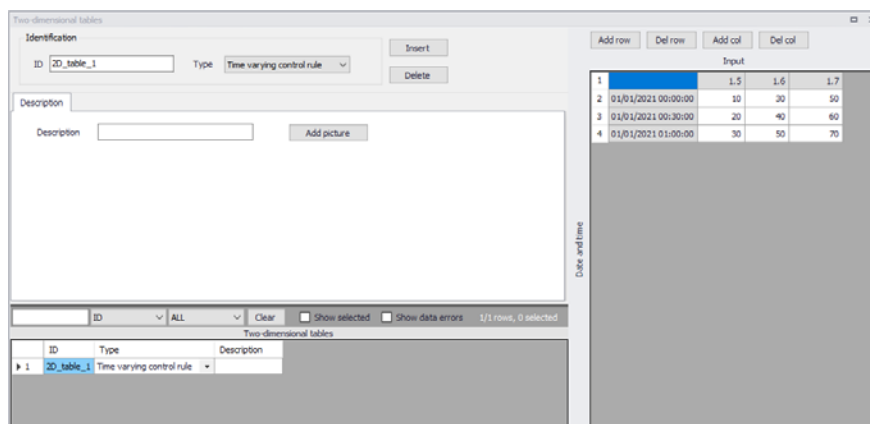 Two-dimensional tables
Identification
ID 2D_table_1 Type Time varying control rule
Insert
Delete
Description
Description Add picture
ID ALL Clear Show selected Show data errors 1/1 rows, 0 selected
Two-dimensional tables
ID Type Description
1 2D_table_1 Time varying control rule
Add row Del row Add col Del col
Input
Date and time
1 1.5 1.6 1.7
2 01/01/2021 00:00:00 10 30 50
3 01/01/2021 00:30:00 20 40 60
4 01/01/2021 01:00:00 30 50 70